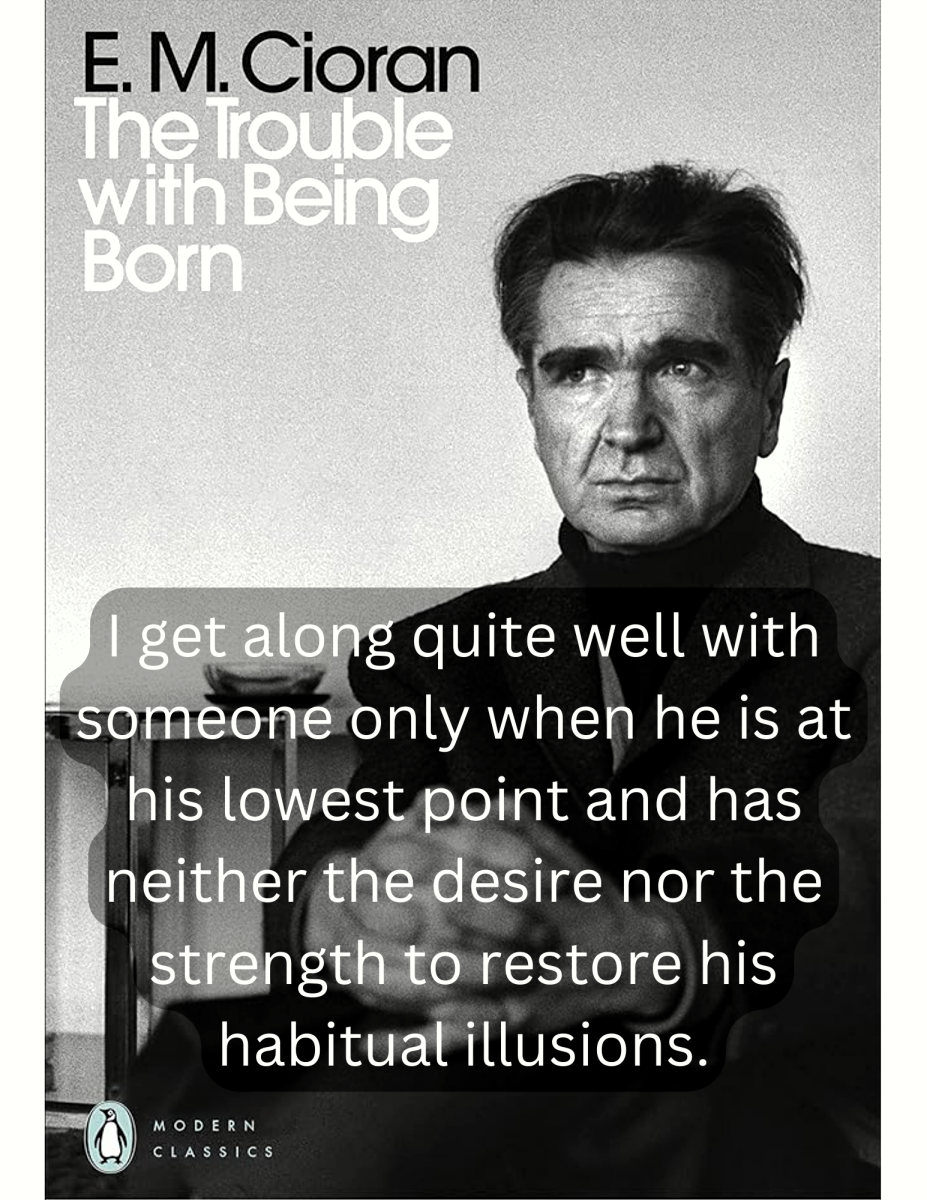 E. M. Cioran
The Trouble
with Being
Born
I get along quite well with
someone only when he is at
his lowest point and has
neither the desire nor the
strength to restore his
habitual illusions.
MODERN
CLASSICS